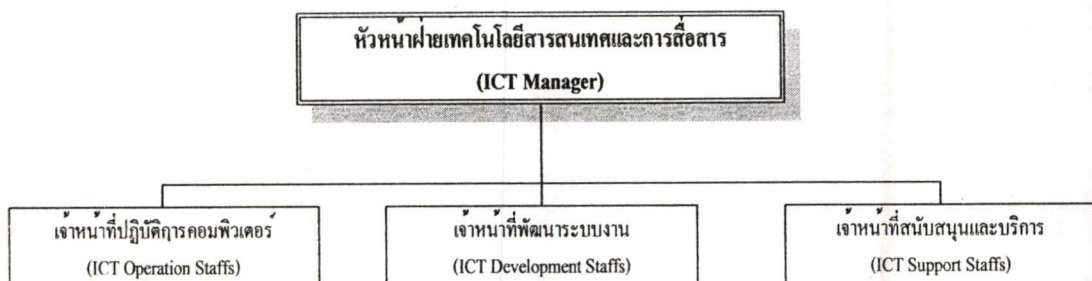 หัวหน้าฝ่ายเทคโนโลยีสารสนเทศและการสื่อสาร
(ICT Manager)
เจ้าหน้าที่ปฏิบัติการคอมพิวเตอร์
(ICT Operation Staffs)
เจ้าหน้าที่พัฒนาระบบงาน
(ICT Development Staffs)
เจ้าหน้าที่สนับสนุนและบริการ
(ICT Support Staffs)